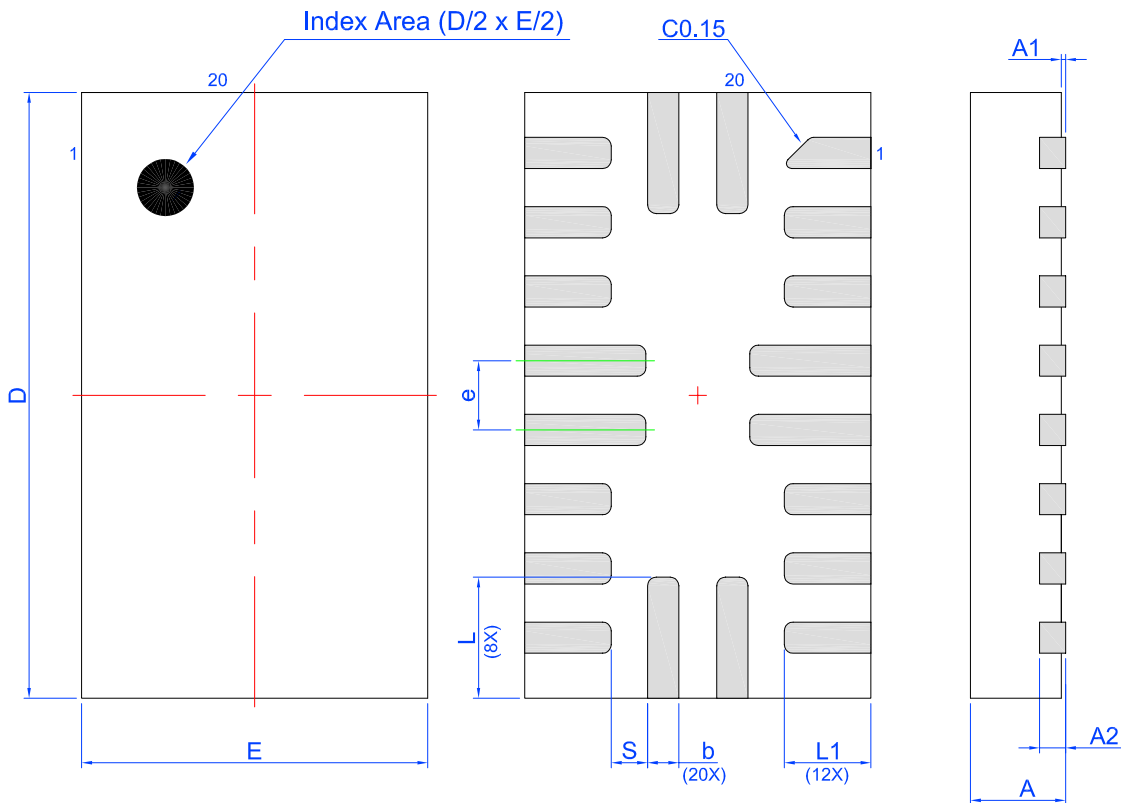 Index Area (D/2 x E/2)
C0.15
A1
20
20
1
1
D
e
L
(8X)
E
S
b
(20X)
L1
(12X)
A2
A